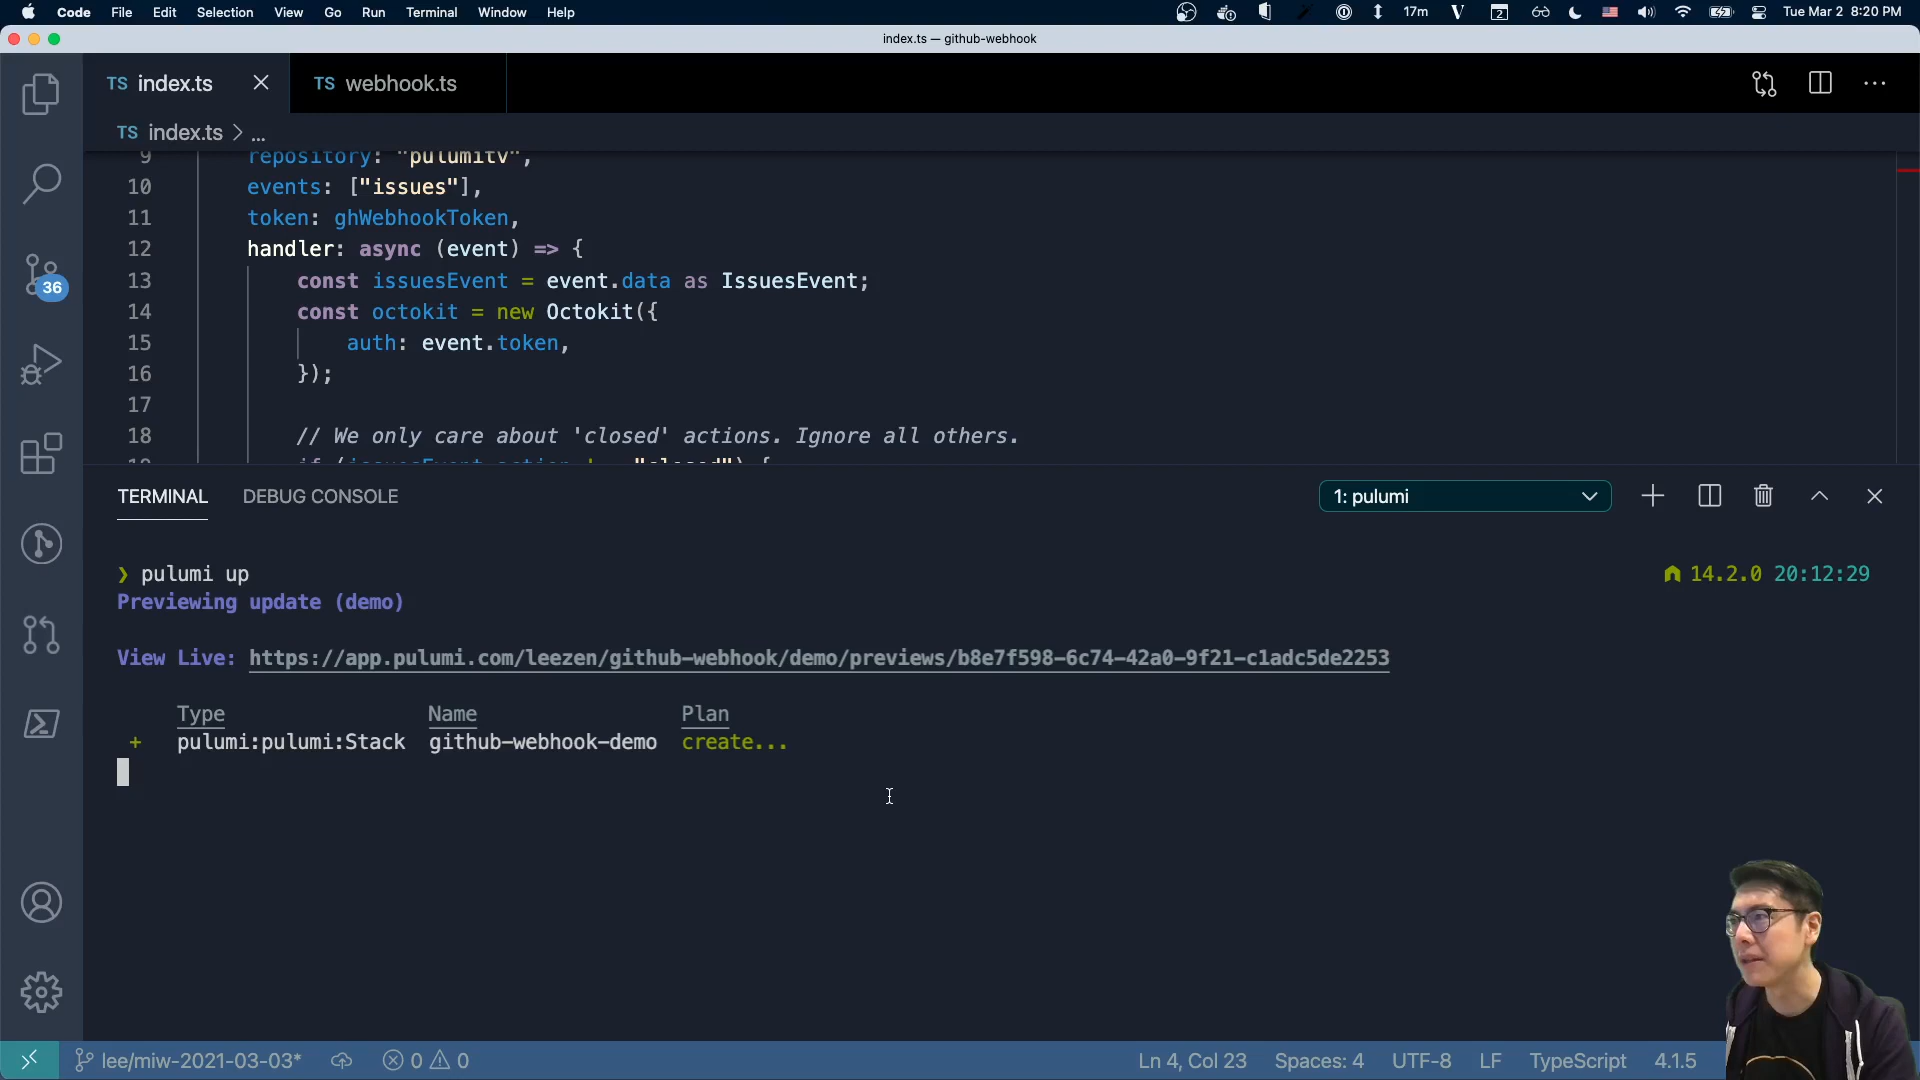 Code File Edit Selection View Go Run Terminal Window Help 17m V 2 Tue Mar 2 8:20 PM
index.ts — github-webhook
TS index.ts TS webhook.ts
TS index.ts > ...
9 repository: "pulumitv",
10 events: ["issues"],
11 token: ghWebhookToken,
12 handler: async (event) => {
13 const issuesEvent = event.data as IssuesEvent;
14 const octokit = new Octokit({
15 auth: event.token,
16 });
17
18 // We only care about 'closed' actions. Ignore all others.
36
TERMINAL DEBUG CONSOLE 1: pulumi
❯ pulumi up 14.2.0 20:12:29
Previewing update (demo)
View Live: https://app.pulumi.com/leezen/github-webhook/demo/previews/b8e7f598-6c74-42a0-9f21-c1adc5de2253
Type Name Plan
+ pulumi:pulumi:Stack github-webhook-demo create...
lee/miw-2021-03-03* 0 0 Ln 4, Col 23 Spaces: 4 UTF-8 LF TypeScript 4.1.5